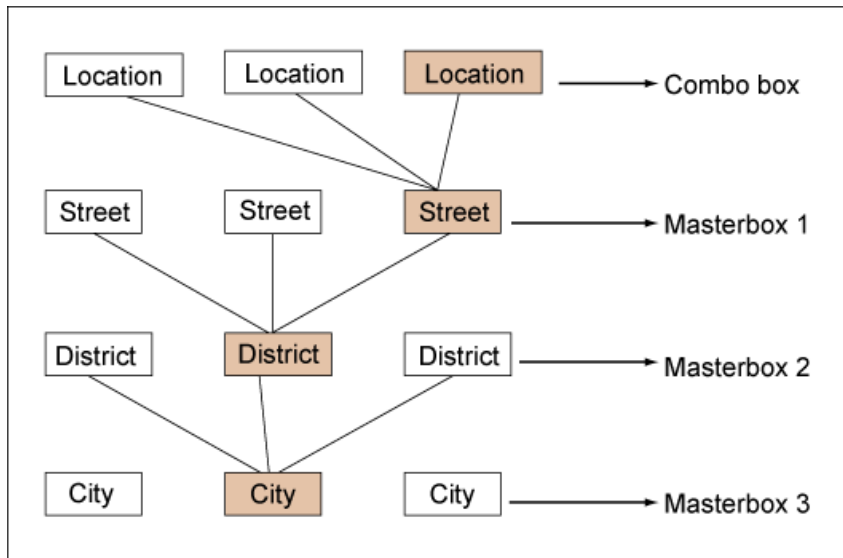 Location Location Location Combo box
Street Street Street Masterbox 1
District District District Masterbox 2
City City City Masterbox 3